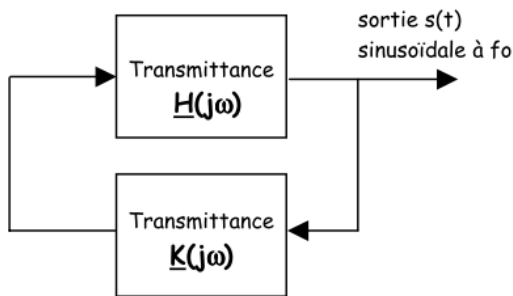 sortie s(t)
sinusoïdale à fo
Transmittance
H(jω)
Transmittance
K(jω)